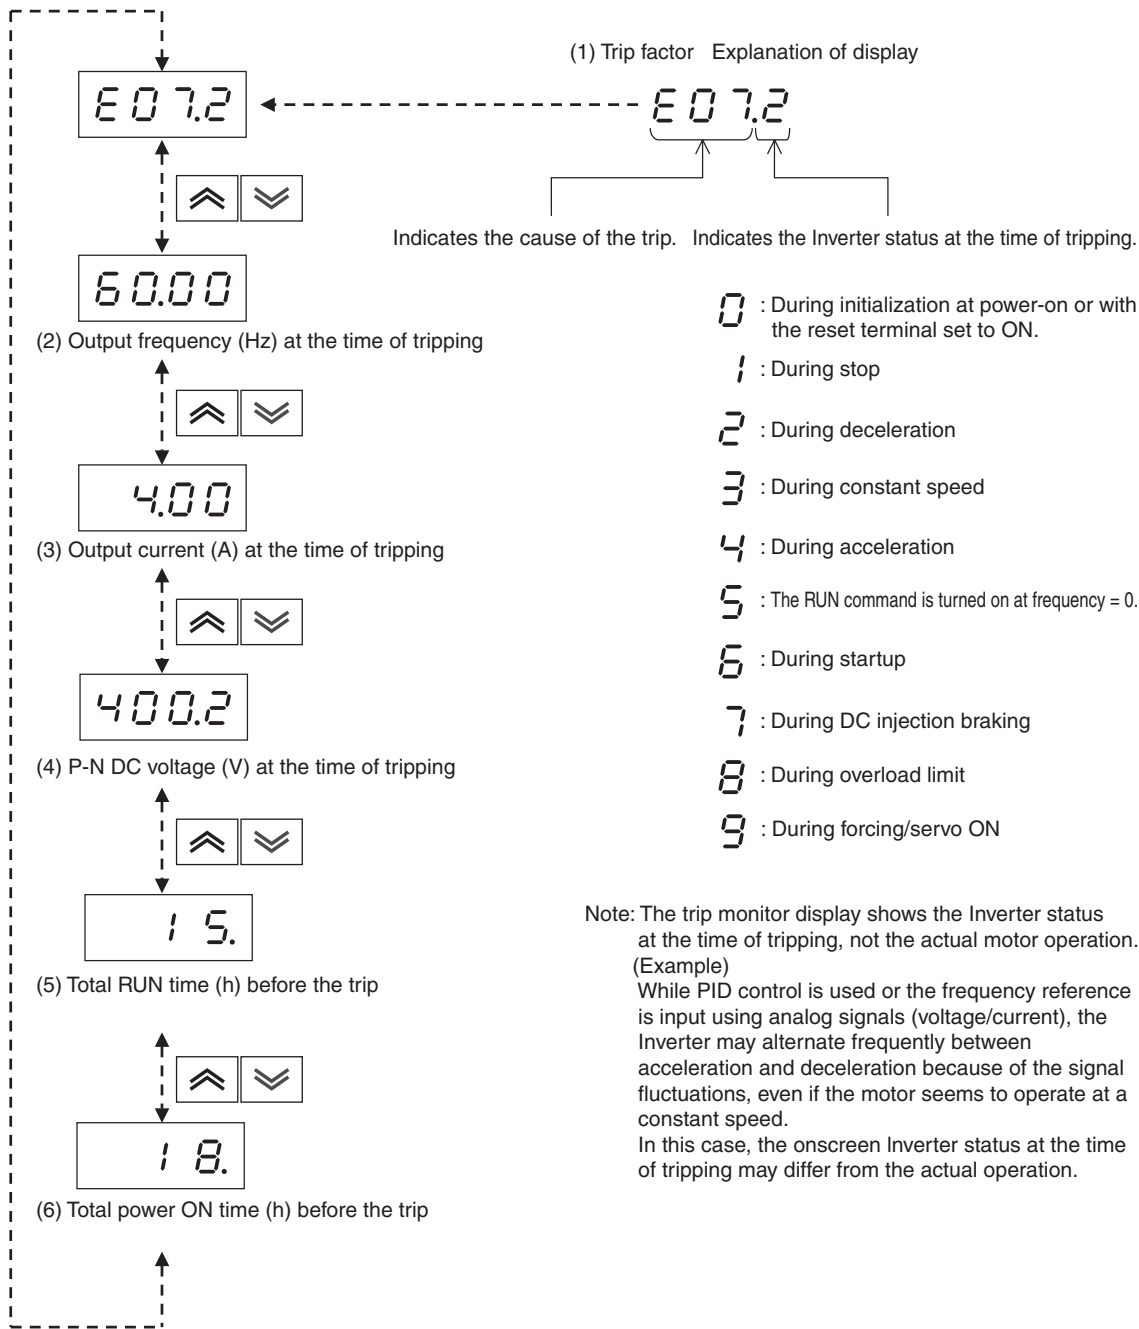 (1) Trip factor Explanation of display
E07.2
E07.2
Indicates the cause of the trip.
Indicates the Inverter status at the time of tripping.
60.00
(2) Output frequency (Hz) at the time of tripping
4.00
(3) Output current (A) at the time of tripping
400.2
(4) P-N DC voltage (V) at the time of tripping
15.
(5) Total RUN time (h) before the trip
18.
(6) Total power ON time (h) before the trip
0 : During initialization at power-on or with
the reset terminal set to ON.
1 : During stop
2 : During deceleration
3 : During constant speed
4 : During acceleration
5 : The RUN command is turned on at frequency = 0.
6 : During startup
7 : During DC injection braking
8 : During overload limit
9 : During forcing/servo ON
Note: The trip monitor display shows the Inverter status
at the time of tripping, not the actual motor operation.
(Example)
While PID control is used or the frequency reference
is input using analog signals (voltage/current), the
Inverter may alternate frequently between
acceleration and deceleration because of the signal
fluctuations, even if the motor seems to operate at a
constant speed.
In this case, the onscreen Inverter status at the time
of tripping may differ from the actual operation.